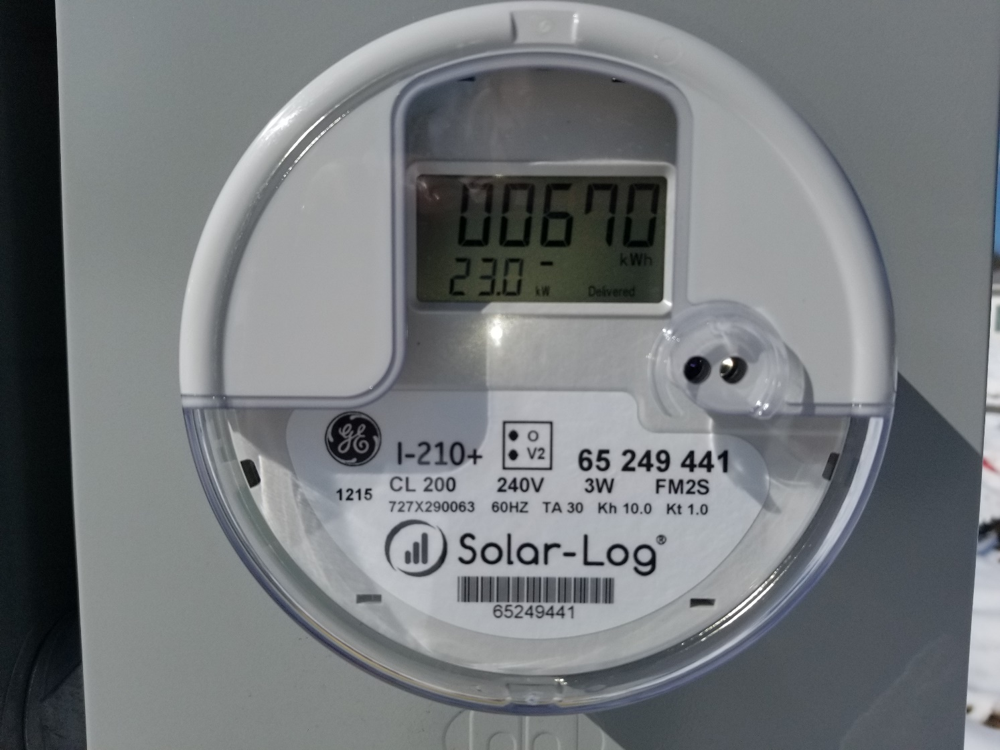 00670
kWh
23.0 - kW Delivered
GE I-210+ O V2 65 249 441
1215 CL 200 240V 3W FM2S
727X290063 60HZ TA 30 Kh 10.0 Kt 1.0
Solar-Log®
65249441